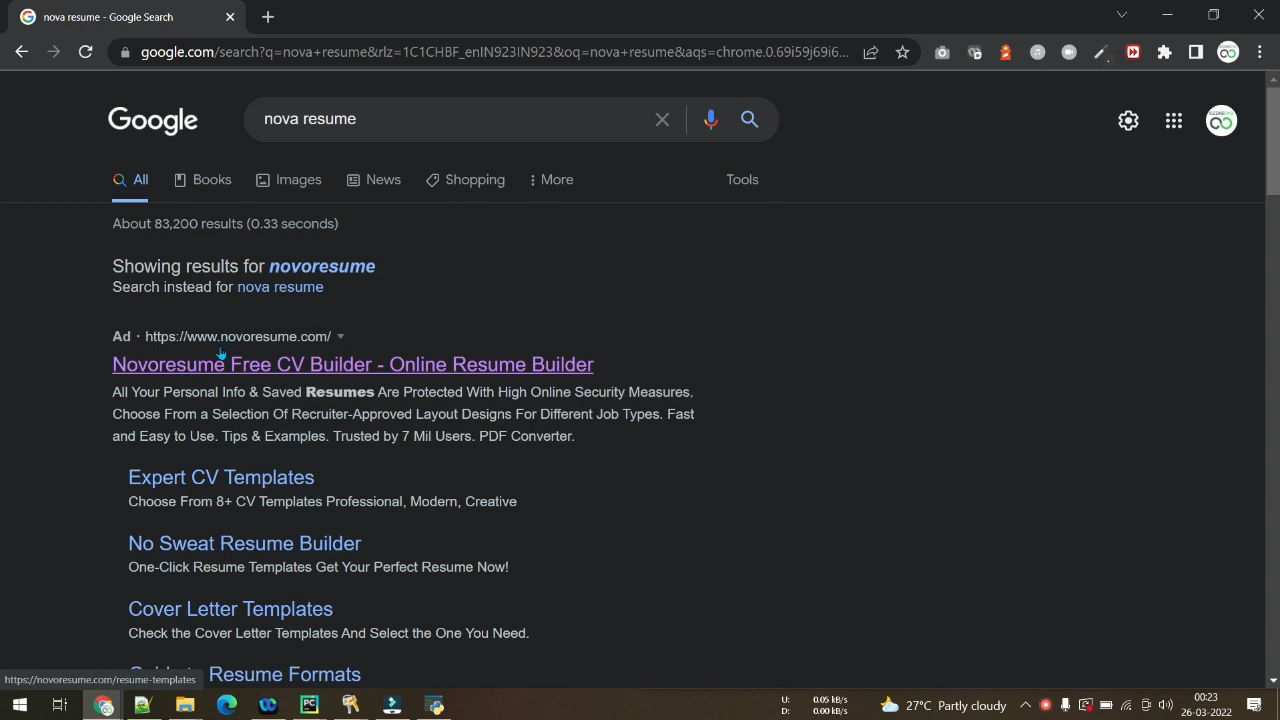 nova resume - Google Search
google.com/search?q=nova+resume&rlz=1C1CHBF_enIN923IN923&oq=nova+resume&aqs=chrome.0.69i59j69i6...
Google
nova resume
All
Books
Images
News
Shopping
More
Tools
About 83,200 results (0.33 seconds)
Showing results for novoresume
Search instead for nova resume
Ad · https://www.novoresume.com/
Novoresume Free CV Builder - Online Resume Builder
All Your Personal Info & Saved Resumes Are Protected With High Online Security Measures.
Choose From a Selection Of Recruiter-Approved Layout Designs For Different Job Types. Fast
and Easy to Use. Tips & Examples. Trusted by 7 Mil Users. PDF Converter.
Expert CV Templates
Choose From 8+ CV Templates Professional, Modern, Creative
No Sweat Resume Builder
One-Click Resume Templates Get Your Perfect Resume Now!
Cover Letter Templates
Check the Cover Letter Templates And Select the One You Need.
Resume Formats
https://novoresume.com/resume-templates
U: 0.05 kB/s
D: 0.00 kB/s
27°C Partly cloudy
00:23
26-03-2022